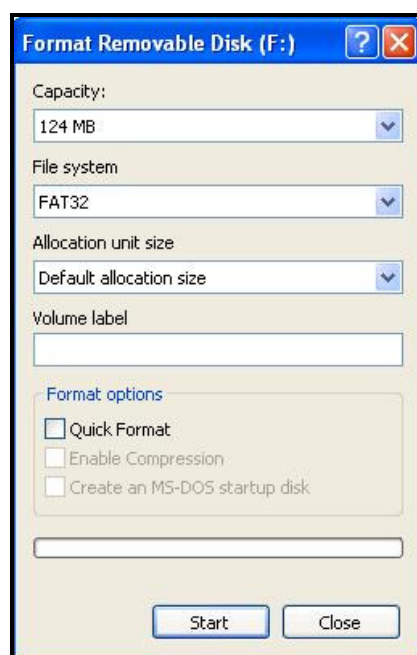 Format Removable Disk (F:)
Capacity:
124 MB
File system
FAT32
Allocation unit size
Default allocation size
Volume label
Format options
Quick Format
Enable Compression
Create an MS-DOS startup disk
Start
Close